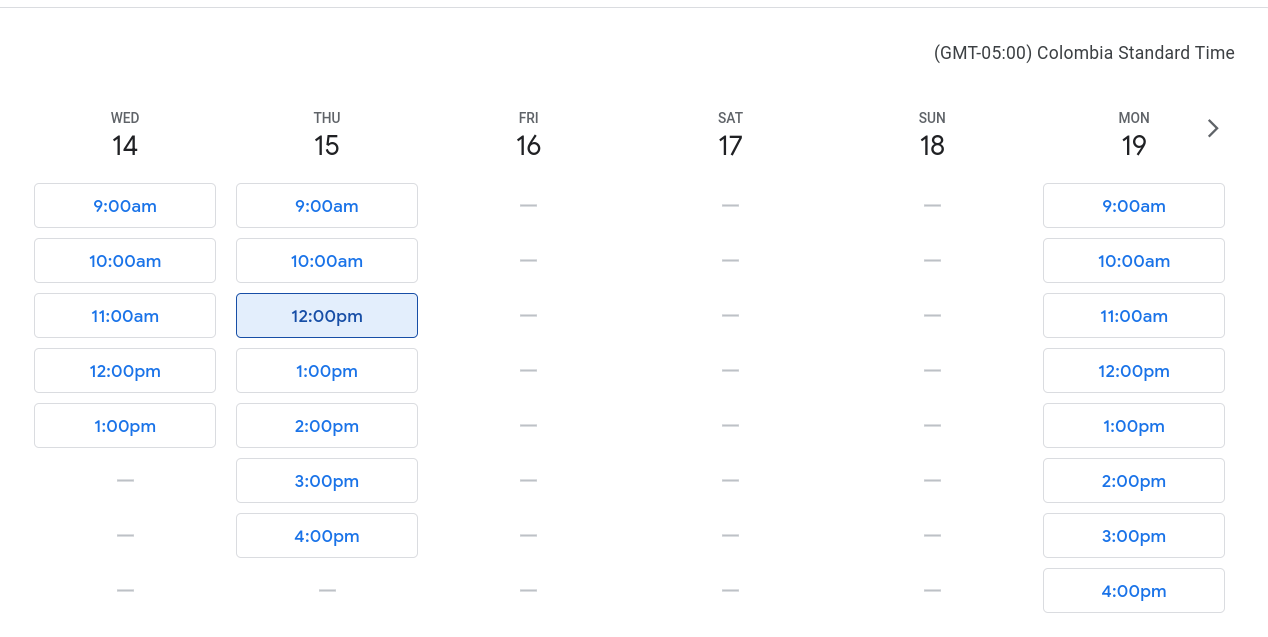 (GMT-05:00) Colombia Standard Time
WED THU FRI SAT SUN MON
14 15 16 17 18 19
9:00am 9:00am — — — 9:00am
10:00am 10:00am — — — 10:00am
11:00am 12:00pm — — — 11:00am
12:00pm 1:00pm — — — 12:00pm
1:00pm 2:00pm — — — 1:00pm
— 3:00pm — — — 2:00pm
— 4:00pm — — — 3:00pm
— — — — — 4:00pm